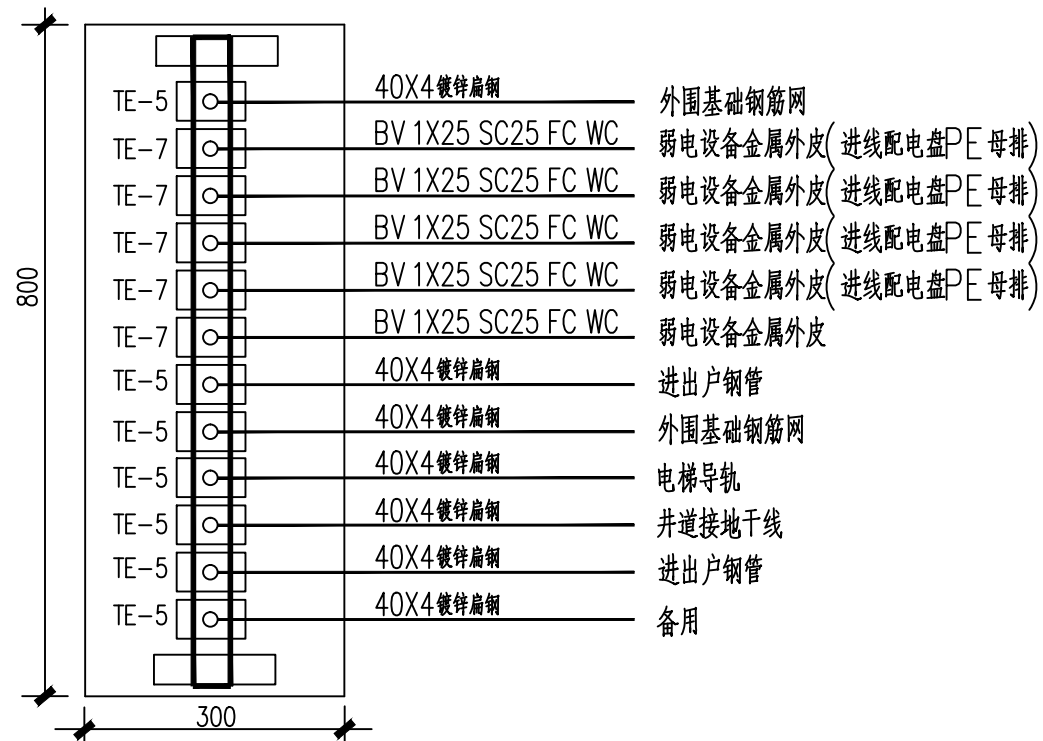 TE-5 40X4镀锌扁钢 外围基础钢筋网
TE-7 BV 1X25 SC25 FC WC 弱电设备金属外皮(进线配电盘PE母排)
TE-7 BV 1X25 SC25 FC WC 弱电设备金属外皮(进线配电盘PE母排)
TE-7 BV 1X25 SC25 FC WC 弱电设备金属外皮(进线配电盘PE母排)
TE-7 BV 1X25 SC25 FC WC 弱电设备金属外皮(进线配电盘PE母排)
TE-7 BV 1X25 SC25 FC WC 弱电设备金属外皮
TE-5 40X4镀锌扁钢 进出户钢管
TE-5 40X4镀锌扁钢 外围基础钢筋网
TE-5 40X4镀锌扁钢 电梯导轨
TE-5 40X4镀锌扁钢 井道接地干线
TE-5 40X4镀锌扁钢 进出户钢管
TE-5 40X4镀锌扁钢 备用
800
300